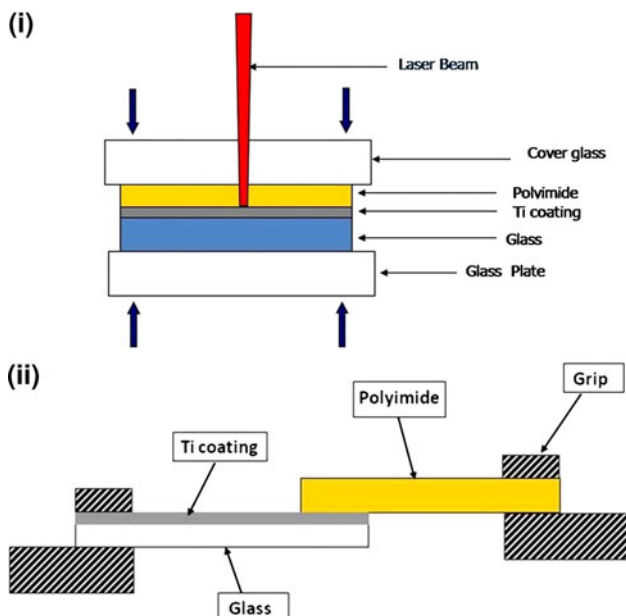 (i)
Laser Beam
Cover glass
Polvimide
Ti coating
Glass
Glass Plate
(ii)
Grip
Polyimide
Ti coating
Glass